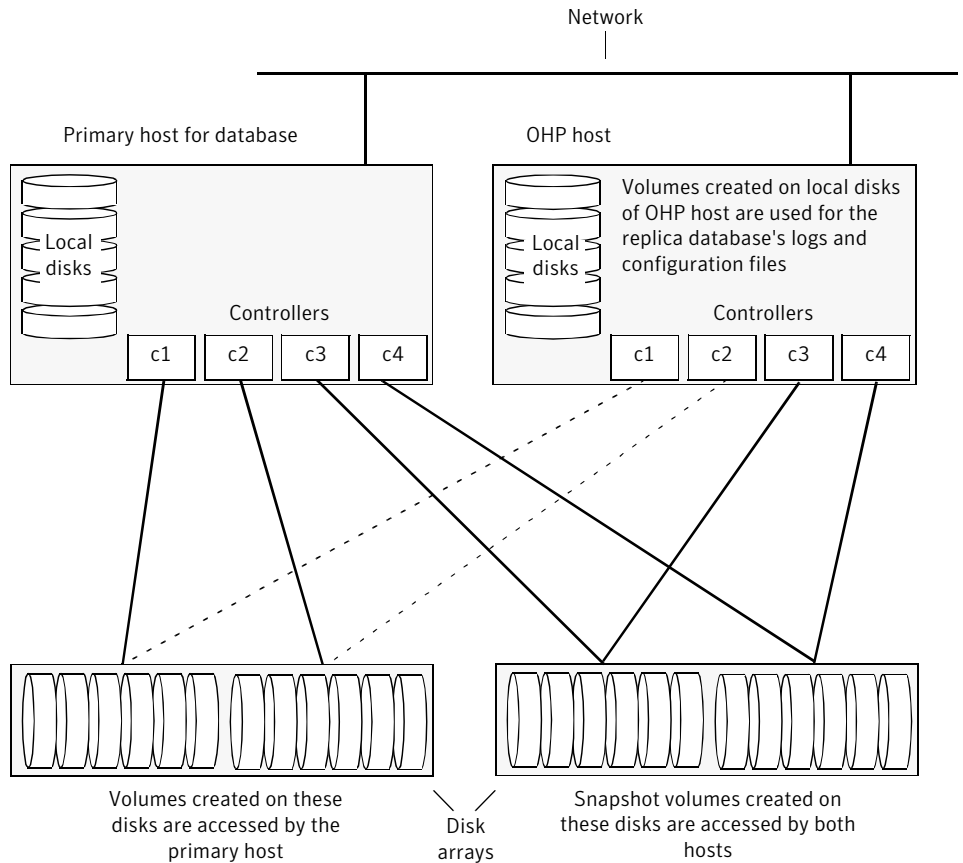 Network
Primary host for database
OHP host
Local
disks
Controllers
c1 c2 c3 c4
Local
disks
Volumes created on local disks
of OHP host are used for the
replica database's logs and
configuration files
Controllers
c1 c2 c3 c4
Volumes created on these
disks are accessed by the
primary host
Disk
arrays
Snapshot volumes created on
these disks are accessed by both
hosts